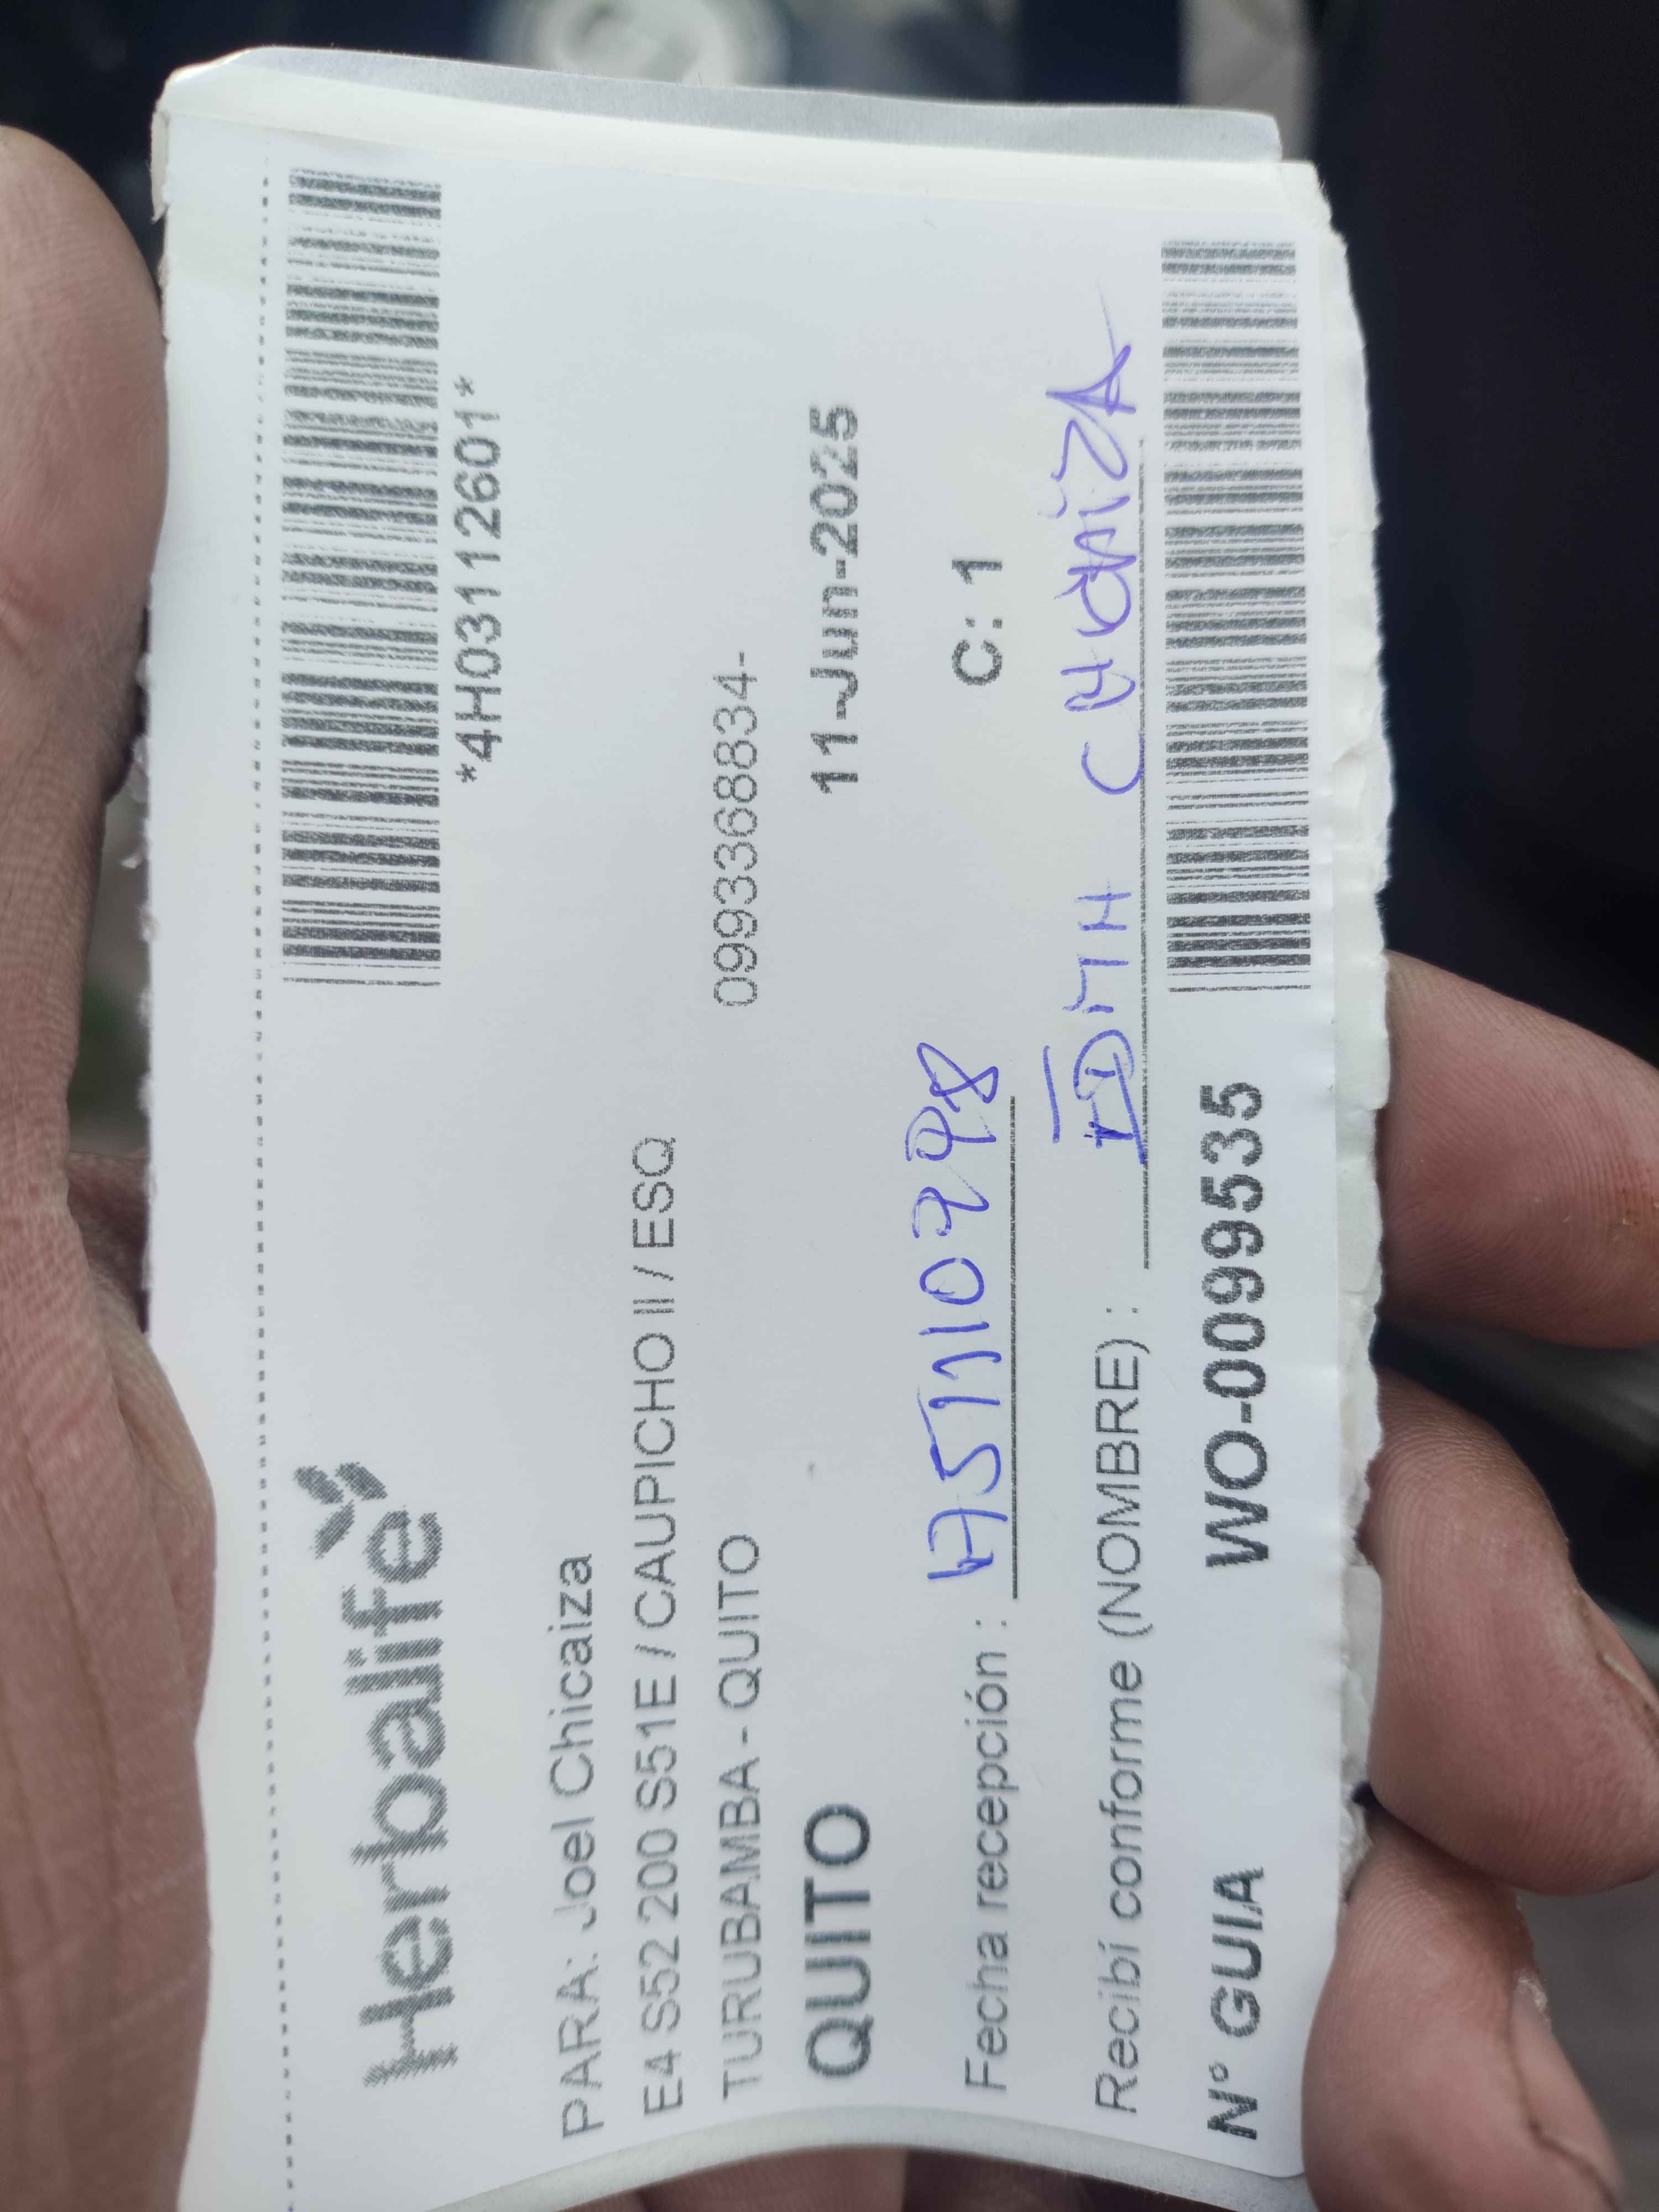 Herbalife
*4H03112601*
PARA: Joel Chicaiza
E4 S52 200 S51E / CAUPICHO II / ESQ
TURUBAMBA - QUITO 0993368834-
QUITO 11-Jun-2025
Fecha recepción : C: 1
Recibí conforme (NOMBRE) : EDITH
N° GUIA WO-0099535